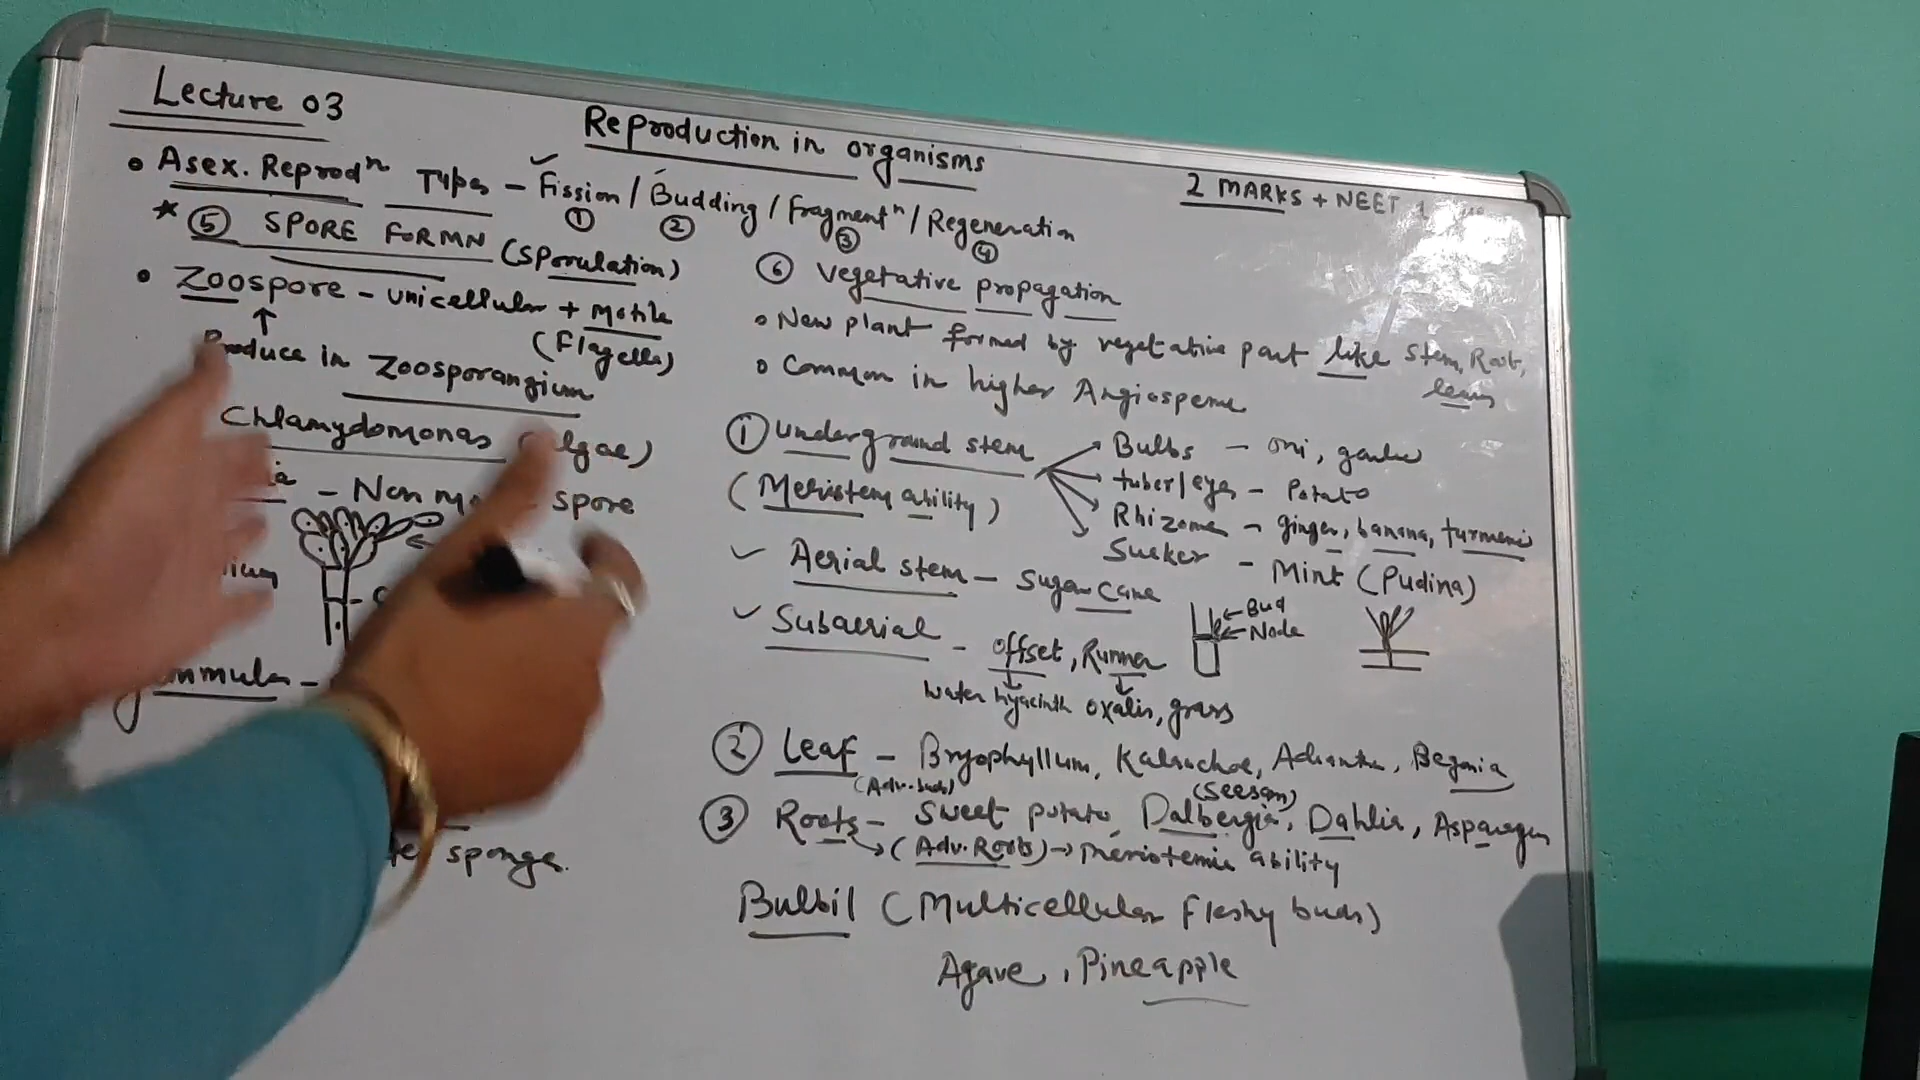 Lecture 03
Reproduction in organisms
2 MARKS + NEET
• Asex. Reprodⁿ Types - Fission / Budding / Fragmentⁿ / Regeneration
① ② ③ ④
* ⑤ SPORE FORMN (Sporulation)
• Zoospore - unicellular + Motile
(Flagella)
↑
Produce in Zoosporangium
Chlamydomonas
- Non spore
sponge.
⑥ Vegetative propagation
• New plant formed by vegetative part like Stem, Root,
• Common in higher Angiosperms
① Underground stem
(Meristem ability)
Bulbs - oni, garlic
tuber/eyes - Potato
Rhizome - ginger, banana, turmeric
Sucker - Mint (Pudina)
✓ Aerial stem - Sugar cane
← Bud
← Node
✓ Subaerial - offset, Runner
water hyacinth oxalis, grass
② Leaf - Bryophyllum, Kalanchoe, Begonia
(Adv. buds)
(Seesam)
③ Roots - Sweet potato, Dalbergia, Dahlia, Asparagus
→ (Adv. Roots) → meristemic ability
Bulbil (Multicellular Fleshy buds)
Agave, Pineapple